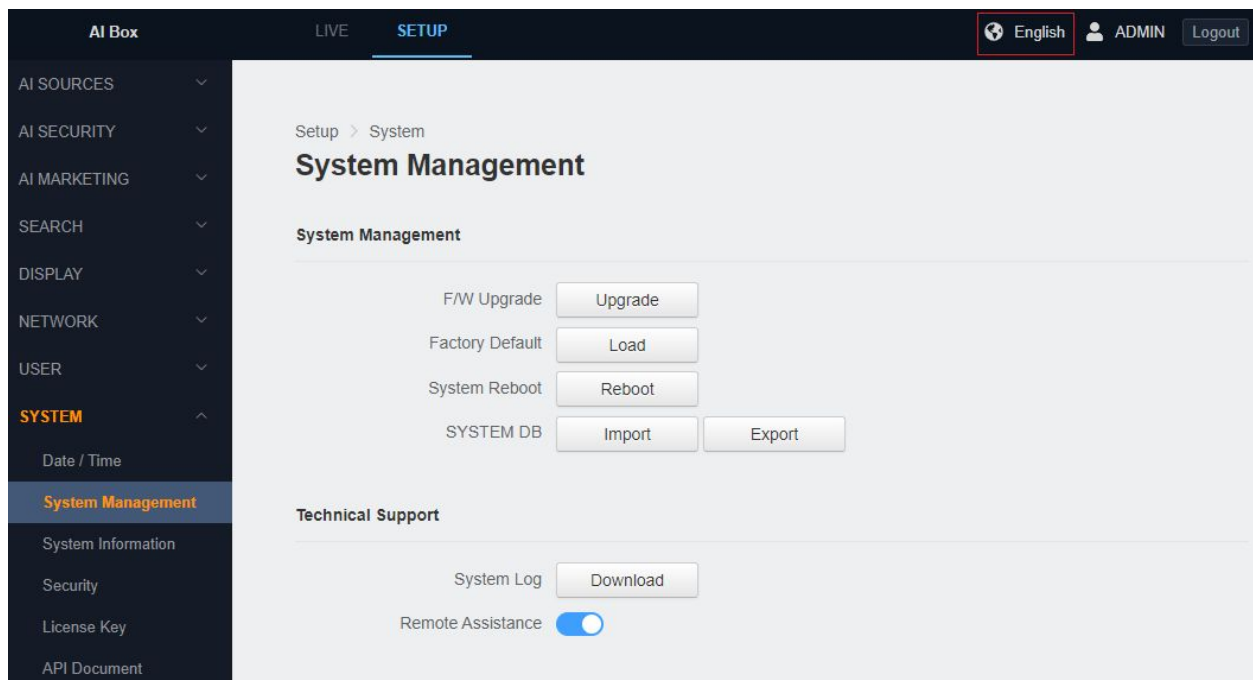 AI Box LIVE SETUP English ADMIN Logout
AI SOURCES
AI SECURITY
AI MARKETING
SEARCH
DISPLAY
NETWORK
USER
SYSTEM
Date / Time
System Management
System Information
Security
License Key
API Document
Setup > System
System Management
System Management
F/W Upgrade Upgrade
Factory Default Load
System Reboot Reboot
SYSTEM DB Import Export
Technical Support
System Log Download
Remote Assistance